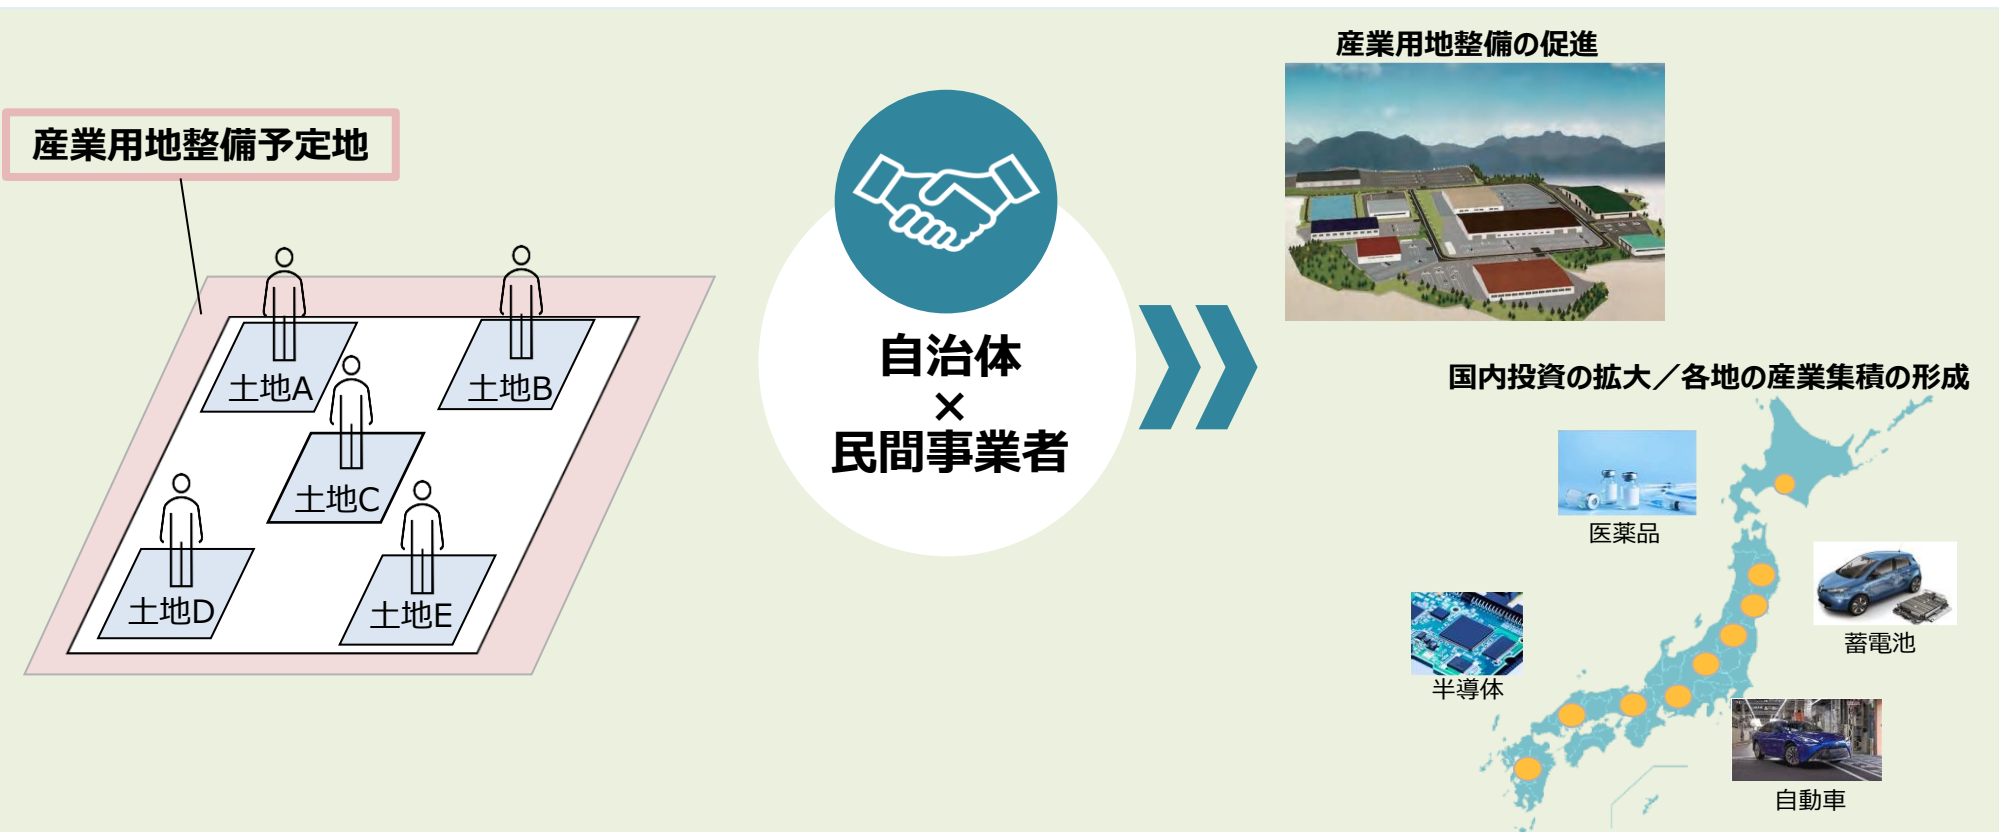 産業用地整備予定地
土地A
土地B
土地C
土地D
土地E
自治体
×
民間事業者
産業用地整備の促進
国内投資の拡大／各地の産業集積の形成
医薬品
蓄電池
半導体
自動車